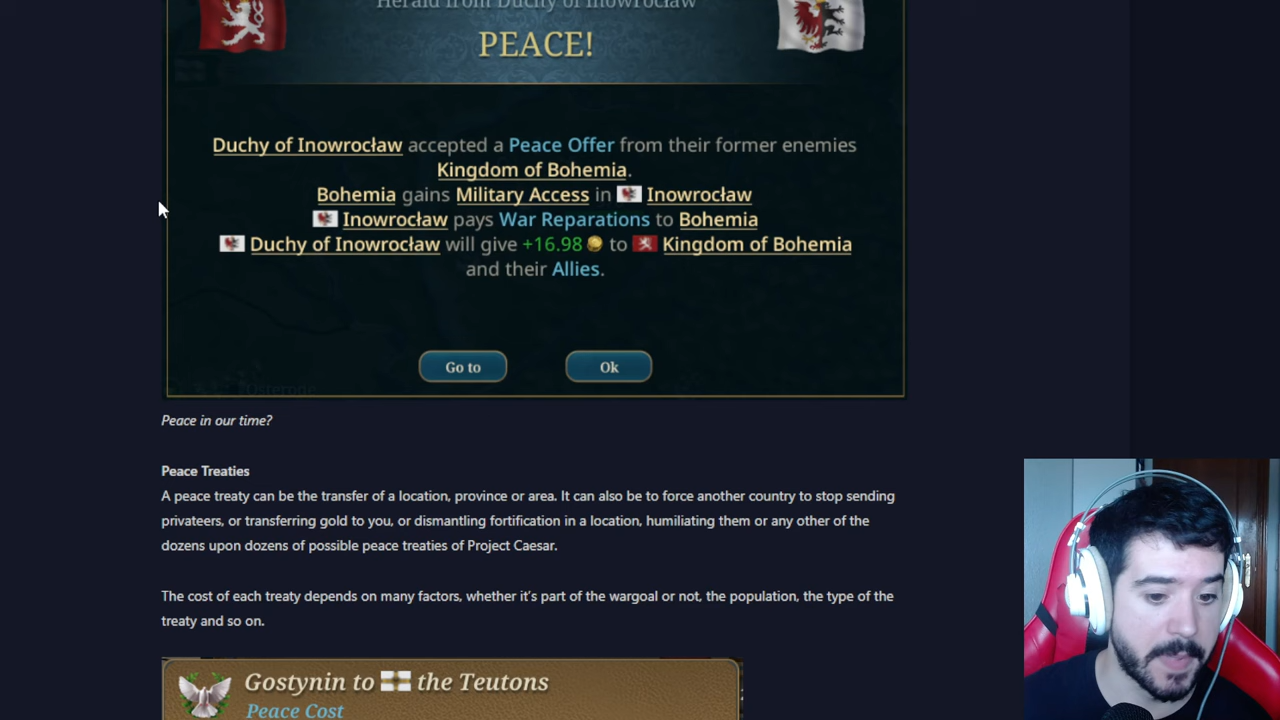 Herald from Duchy of Inowrocław
PEACE!
Duchy of Inowrocław accepted a Peace Offer from their former enemies
Kingdom of Bohemia.
Bohemia gains Military Access in Inowrocław
Inowrocław pays War Reparations to Bohemia
Duchy of Inowrocław will give +16.98 to Kingdom of Bohemia
and their Allies.
Osterode
Go to Ok
Peace in our time?
Peace Treaties
A peace treaty can be the transfer of a location, province or area. It can also be to force another country to stop sending
privateers, or transferring gold to you, or dismantling fortification in a location, humiliating them or any other of the
dozens upon dozens of possible peace treaties of Project Caesar.
The cost of each treaty depends on many factors, whether it’s part of the wargoal or not, the population, the type of the
treaty and so on.
Gostynin to the Teutons
Peace Cost